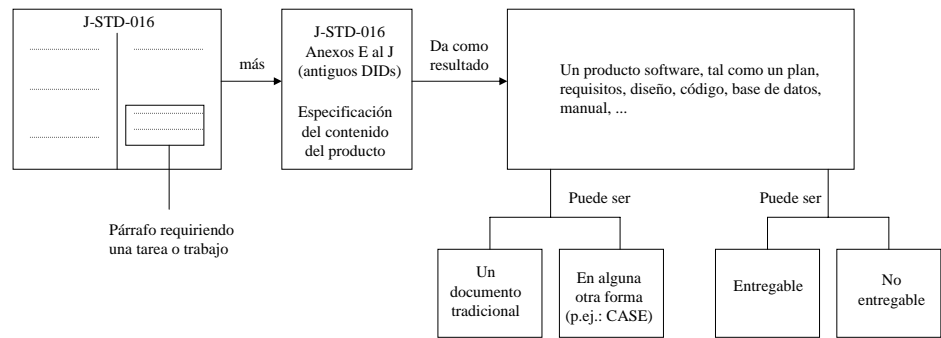 J-STD-016
Párrafo requiriendo
una tarea o trabajo
más
J-STD-016
Anexos E al J
(antiguos DIDs)
Especificación
del contenido
del producto
Da como
resultado
Un producto software, tal como un plan,
requisitos, diseño, código, base de datos,
manual, ...
Puede ser
Puede ser
Un
documento
tradicional
En alguna
otra forma
(p.ej.: CASE)
Entregable
No
entregable